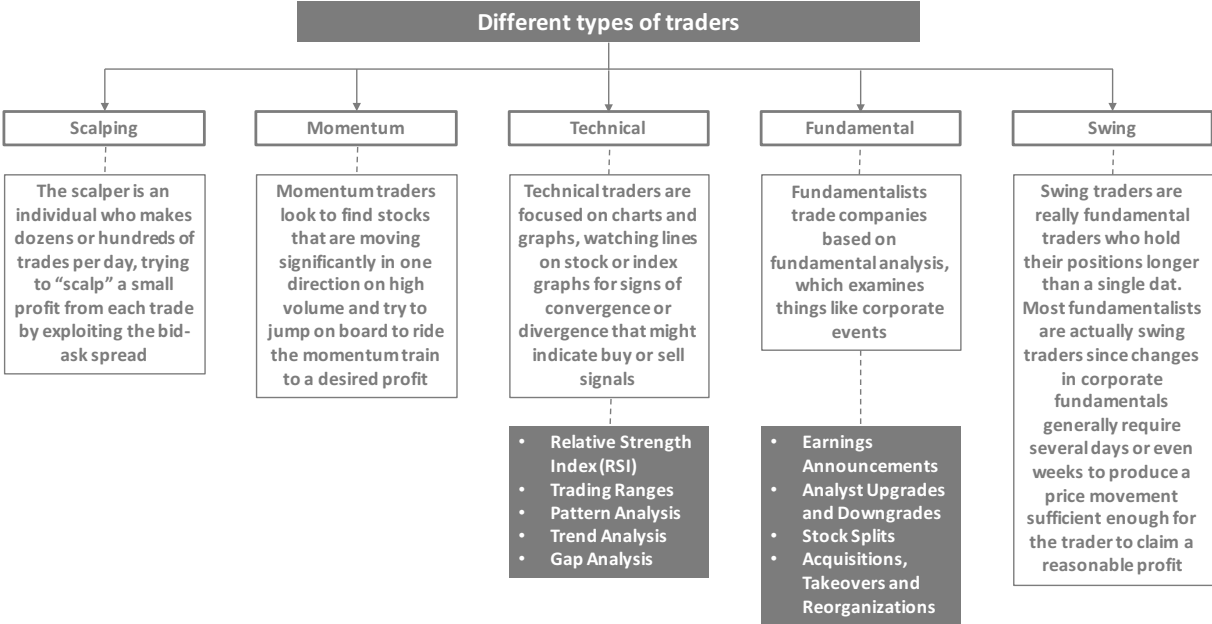 Different types of traders
Scalping
The scalper is an
individual who makes
dozens or hundreds of
trades per day, trying
to “scalp” a small
profit from each trade
by exploiting the bid-
ask spread
Momentum
Momentum traders
look to find stocks
that are moving
significantly in one
direction on high
volume and try to
jump on board to ride
the momentum train
to a desired profit
Technical
Technical traders are
focused on charts and
graphs, watching lines
on stock or index
graphs for signs of
convergence or
divergence that might
indicate buy or sell
signals
• Relative Strength
Index (RSI)
• Trading Ranges
• Pattern Analysis
• Trend Analysis
• Gap Analysis
Fundamental
Fundamentalists
trade companies
based on
fundamental analysis,
which examines
things like corporate
events
• Earnings
Announcements
• Analyst Upgrades
and Downgrades
• Stock Splits
• Acquisitions,
Takeovers and
Reorganizations
Swing
Swing traders are
really fundamental
traders who hold
their positions longer
than a single dat.
Most fundamentalists
are actually swing
traders since changes
in corporate
fundamentals
generally require
several days or even
weeks to produce a
price movement
sufficient enough for
the trader to claim a
reasonable profit